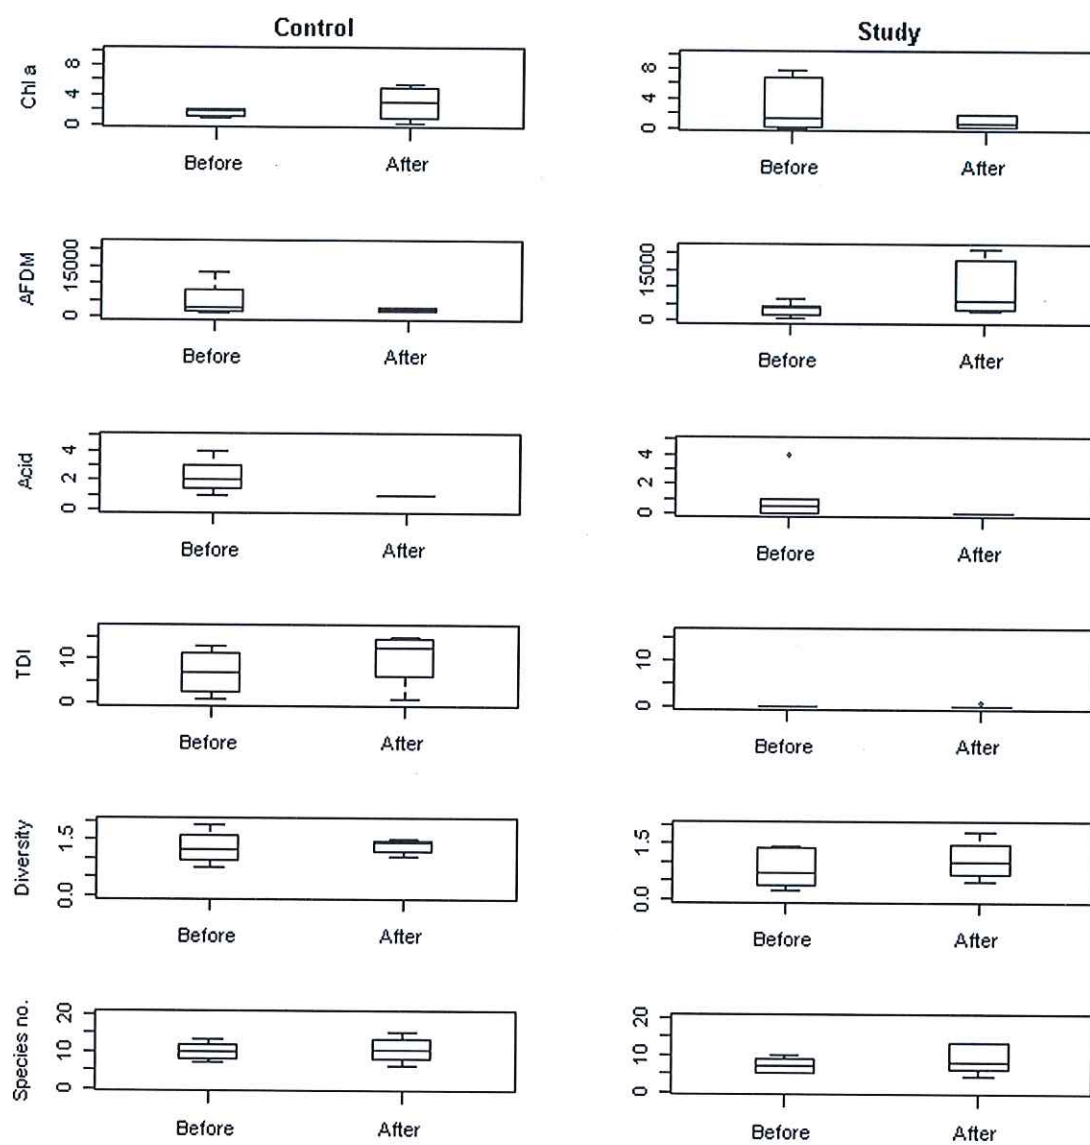 Control
Study
Chl a
8
4
0
Before
After
8
4
0
Before
After
AFDM
15000
0
Before
After
15000
0
Before
After
Acid
4
2
0
Before
After
4
2
0
Before
After
TDI
10
0
Before
After
10
0
Before
After
Diversity
1.5
0.0
Before
After
1.5
0.0
Before
After
Species no.
20
10
0
Before
After
20
10
0
Before
After